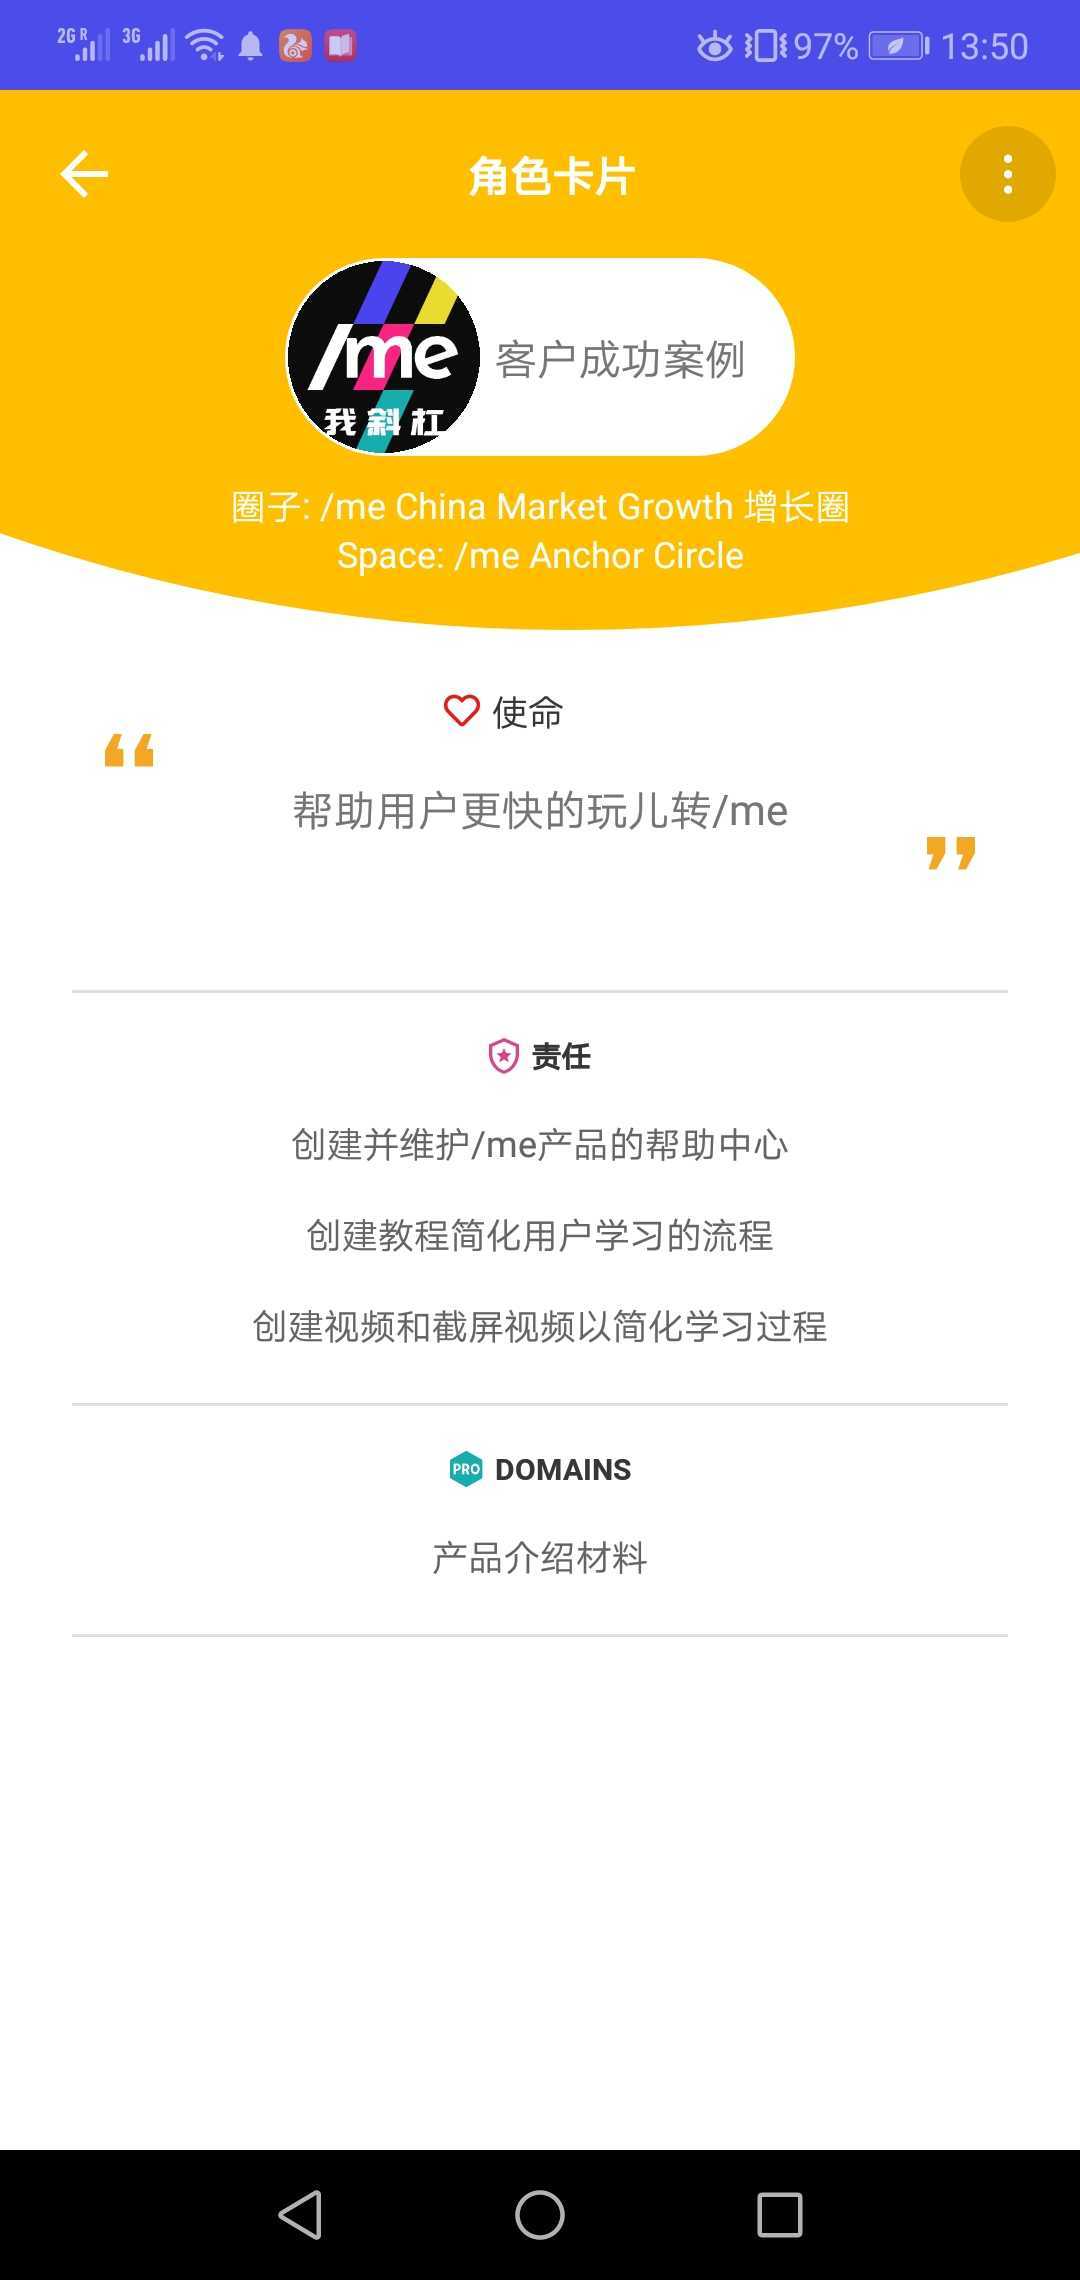 2G R 3G 97% 13:50
角色卡片
/me
我斜杠
客户成功案例
圈子: /me China Market Growth 增长圈
Space: /me Anchor Circle
使命
“
帮助用户更快的玩儿转/me
”
责任
创建并维护/me产品的帮助中心
创建教程简化用户学习的流程
创建视频和截屏视频以简化学习过程
PRO DOMAINS
产品介绍材料